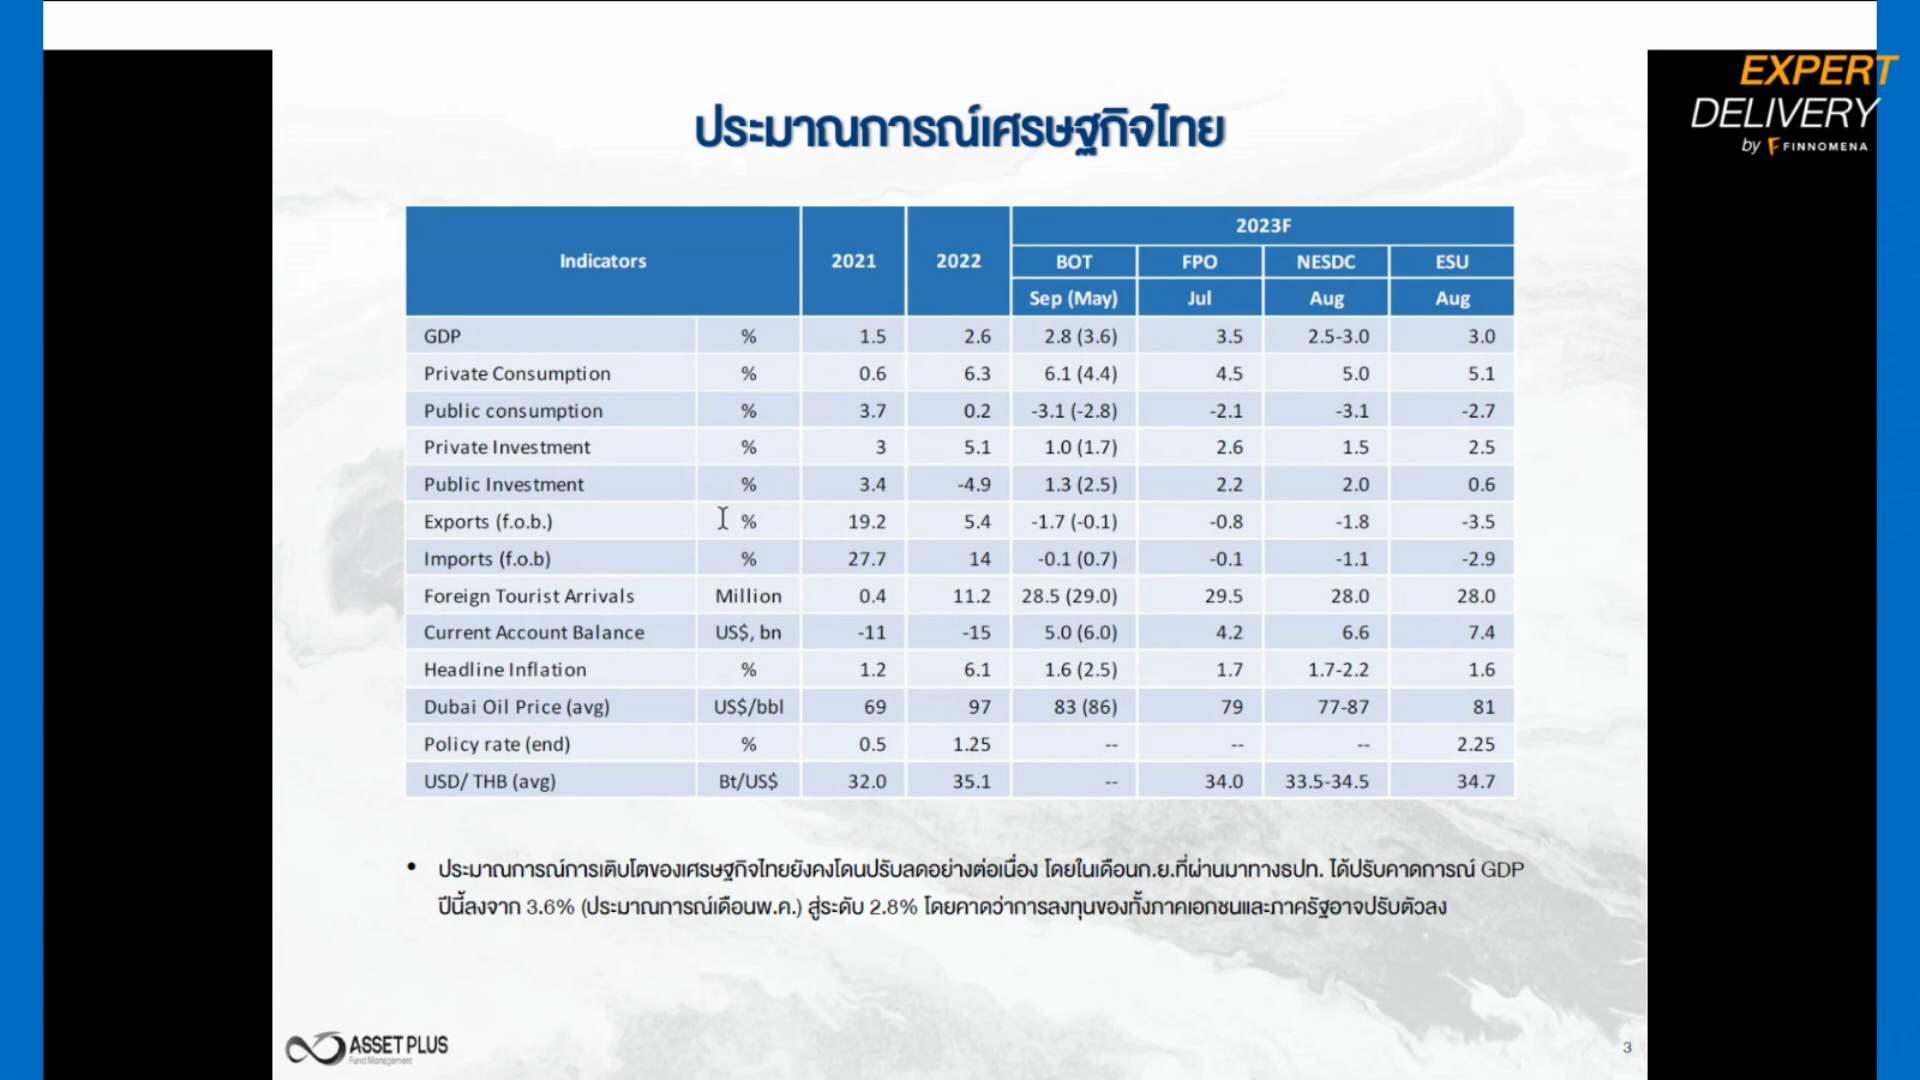 EXPERT
DELIVERY
by FINNOMENA
ประมาณการณ์เศรษฐกิจไทย
Indicators 2021 2022 2023F
BOT FPO NESDC ESU
Sep (May) Jul Aug Aug
GDP % 1.5 2.6 2.8 (3.6) 3.5 2.5-3.0 3.0
Private Consumption % 0.6 6.3 6.1 (4.4) 4.5 5.0 5.1
Public consumption % 3.7 0.2 -3.1 (-2.8) -2.1 -3.1 -2.7
Private Investment % 3 5.1 1.0 (1.7) 2.6 1.5 2.5
Public Investment % 3.4 -4.9 1.3 (2.5) 2.2 2.0 0.6
Exports (f.o.b.) % 19.2 5.4 -1.7 (-0.1) -0.8 -1.8 -3.5
Imports (f.o.b) % 27.7 14 -0.1 (0.7) -0.1 -1.1 -2.9
Foreign Tourist Arrivals Million 0.4 11.2 28.5 (29.0) 29.5 28.0 28.0
Current Account Balance US$, bn -11 -15 5.0 (6.0) 4.2 6.6 7.4
Headline Inflation % 1.2 6.1 1.6 (2.5) 1.7 1.7-2.2 1.6
Dubai Oil Price (avg) US$/bbl 69 97 83 (86) 79 77-87 81
Policy rate (end) % 0.5 1.25 -- -- -- 2.25
USD/ THB (avg) Bt/US$ 32.0 35.1 -- 34.0 33.5-34.5 34.7
• ประมาณการณ์การเติบโตของเศรษฐกิจไทยยังคงโดนปรับลดอย่างต่อเนื่อง โดยในเดือนก.ย.ที่ผ่านมาทางธปท. ได้ปรับคาดการณ์ GDP
ปีนี้ลงจาก 3.6% (ประมาณการณ์เดือนพ.ค.) สู่ระดับ 2.8% โดยคาดว่าการลงทุนของทั้งภาคเอกชนและภาครัฐอาจปรับตัวลง
ASSET PLUS
Fund Management
3